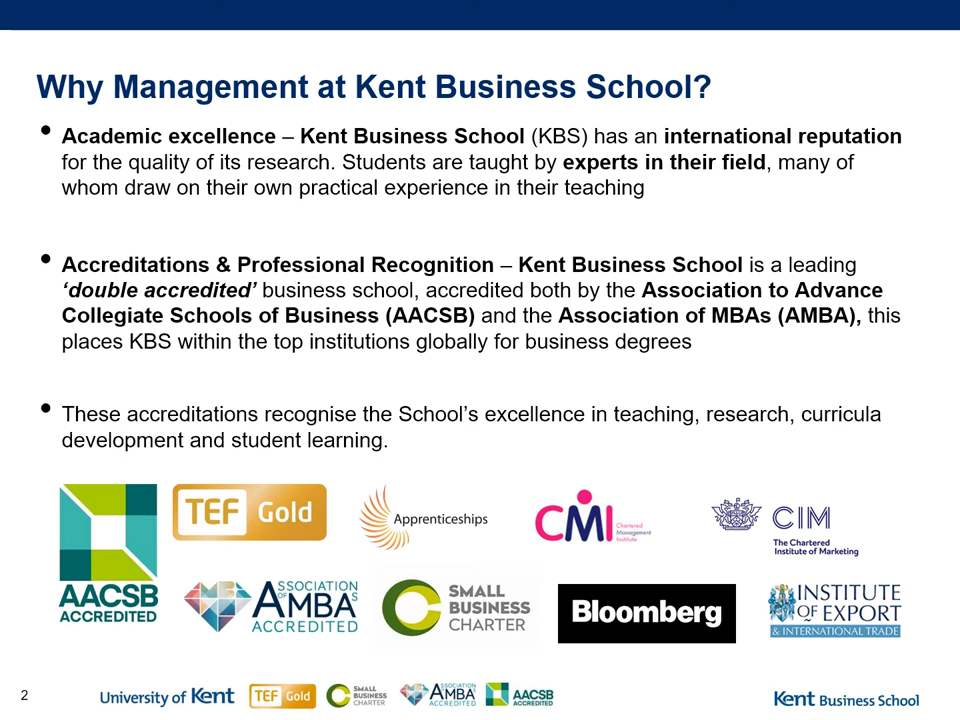 Why Management at Kent Business School?
• Academic excellence – Kent Business School (KBS) has an international reputation
for the quality of its research. Students are taught by experts in their field, many of
whom draw on their own practical experience in their teaching
• Accreditations & Professional Recognition – Kent Business School is a leading
‘double accredited’ business school, accredited both by the Association to Advance
Collegiate Schools of Business (AACSB) and the Association of MBAs (AMBA), this
places KBS within the top institutions globally for business degrees
• These accreditations recognise the School’s excellence in teaching, research, curricula
development and student learning.
AACSB
ACCREDITED
TEF Gold
Apprenticeships
CMI
Chartered
Management
Institute
CIM
The Chartered
Institute of Marketing
ASSOCIATION
OF
AMBAS
ACCREDITED
SMALL
BUSINESS
CHARTER
Bloomberg
INSTITUTE
OF EXPORT
& INTERNATIONAL TRADE
2
University of Kent
TEF Gold
SMALL
BUSINESS
CHARTER
ASSOCIATION
OF
AMBAS
ACCREDITED
AACSB
ACCREDITED
Kent Business School